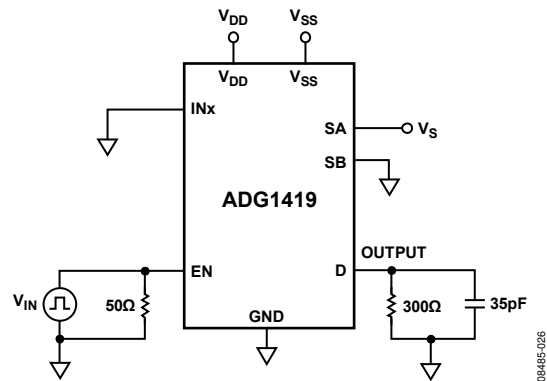 VDD VSS
VDD VSS
INx
SA VS
SB
ADG1419
OUTPUT
EN D
VIN 50Ω 300Ω 35pF
GND
08485-026